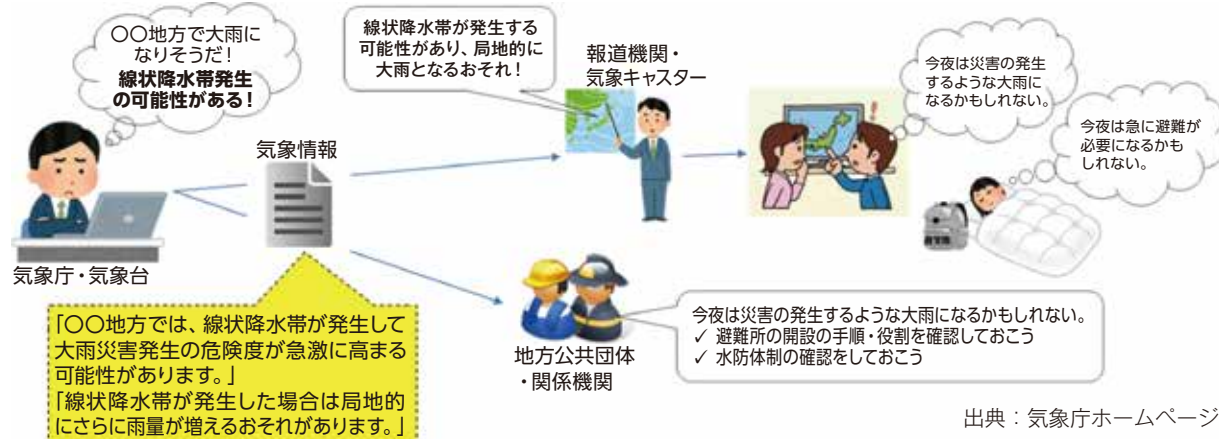 〇〇地方で大雨に
なりそうだ!
線状降水帯発生
の可能性がある!
気象庁・気象台
気象情報
「〇〇地方では、線状降水帯が発生して
大雨災害発生の危険度が急激に高まる
可能性があります。」
「線状降水帯が発生した場合は局地的
にさらに雨量が増えるおそれがあります。」
線状降水帯が発生する
可能性があり、局地的に
大雨となるおそれ!
報道機関・
気象キャスター
今夜は災害の発生
するような大雨に
なるかもしれない。
今夜は急に避難が
必要になるかも
しれない。
地方公共団体
・関係機関
今夜は災害の発生するような大雨になるかもしれない。
✓ 避難所の開設の手順・役割を確認しておこう
✓ 水防体制の確認をしておこう
出典:気象庁ホームページ